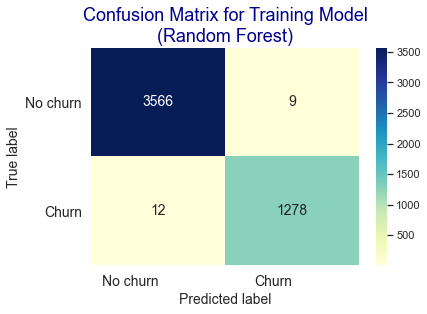 Confusion Matrix for Training Model
(Random Forest)
True label
No churn
Churn
3566
9
12
1278
No churn
Churn
Predicted label
3500
3000
2500
2000
1500
1000
500